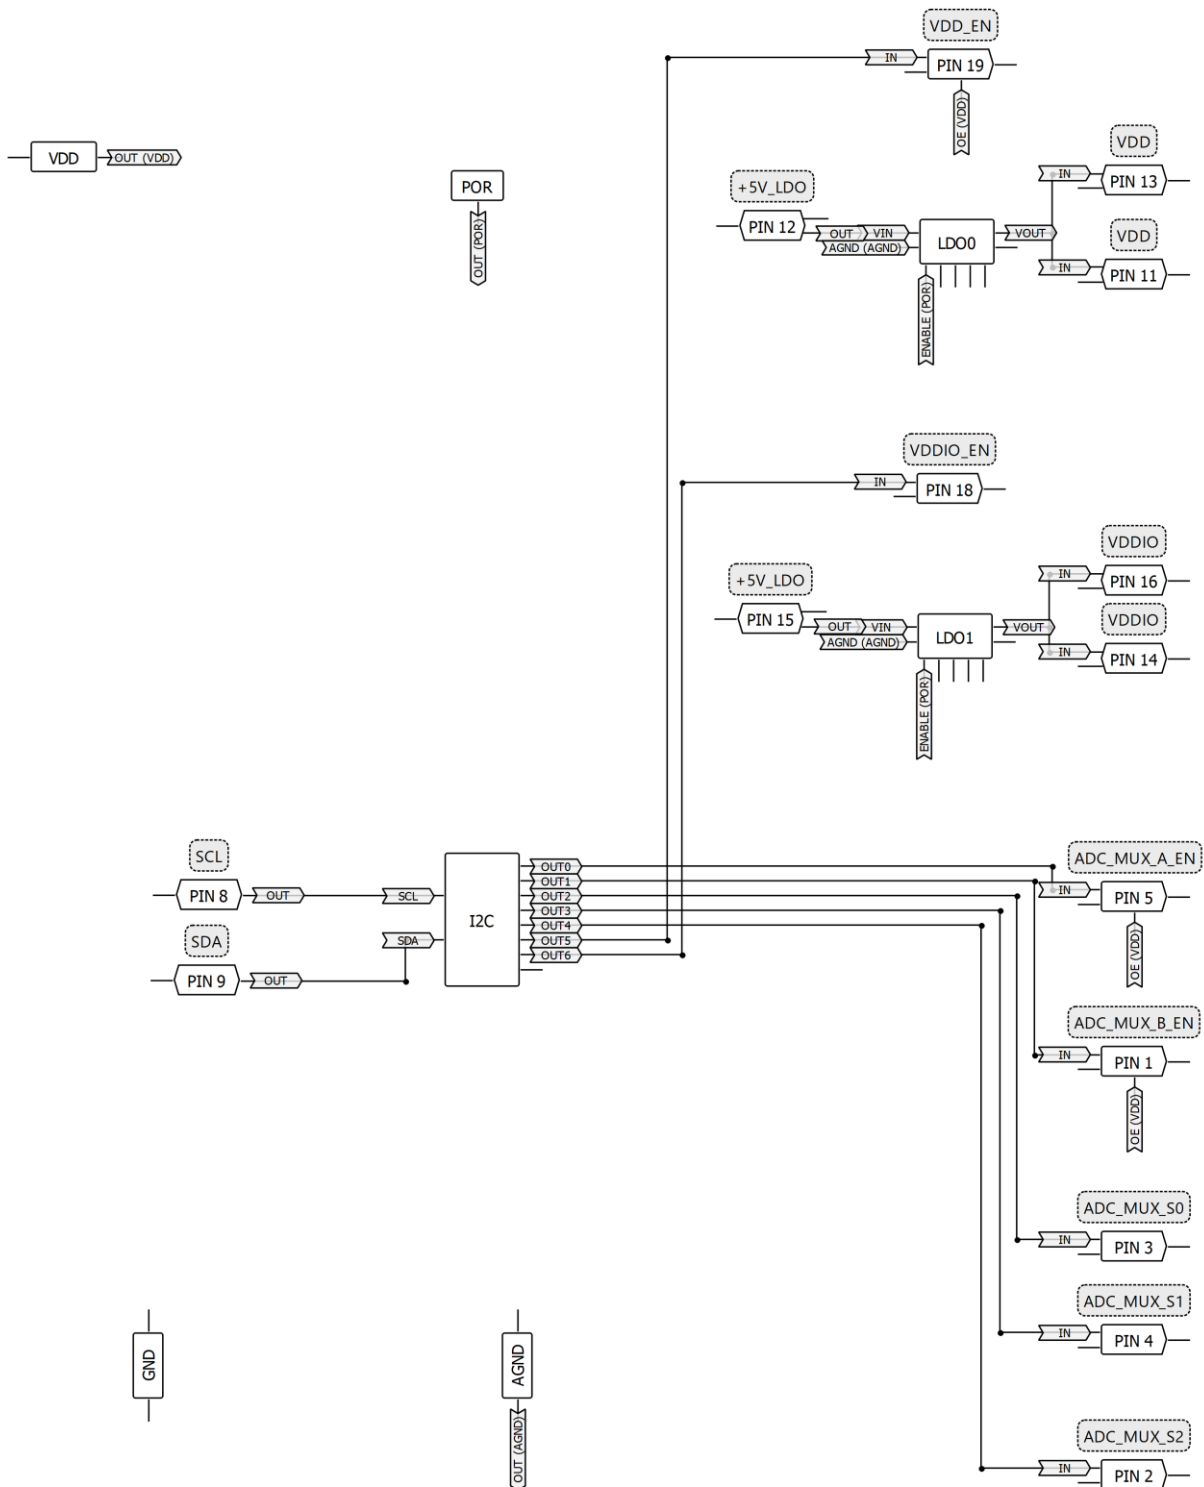 VDD_EN
IN
PIN 19
OE (VDD)
VDD
OUT (VDD)
POR
OUT (POR)
VDD
IN
PIN 13
+5V_LDO
PIN 12
OUT
VIN
AGND (AGND)
LDO0
VOUT
ENABLE (POR)
VDD
IN
PIN 11
VDDIO_EN
IN
PIN 18
VDDIO
IN
PIN 16
+5V_LDO
PIN 15
OUT
VIN
AGND (AGND)
LDO1
VOUT
ENABLE (POR)
VDDIO
IN
PIN 14
SCL
PIN 8
OUT
SCL
SDA
PIN 9
OUT
SDA
I2C
OUT0
OUT1
OUT2
OUT3
OUT4
OUT5
OUT6
ADC_MUX_A_EN
IN
PIN 5
OE (VDD)
ADC_MUX_B_EN
IN
PIN 1
OE (VDD)
ADC_MUX_S0
IN
PIN 3
ADC_MUX_S1
IN
PIN 4
GND
AGND
OUT (AGND)
ADC_MUX_S2
IN
PIN 2